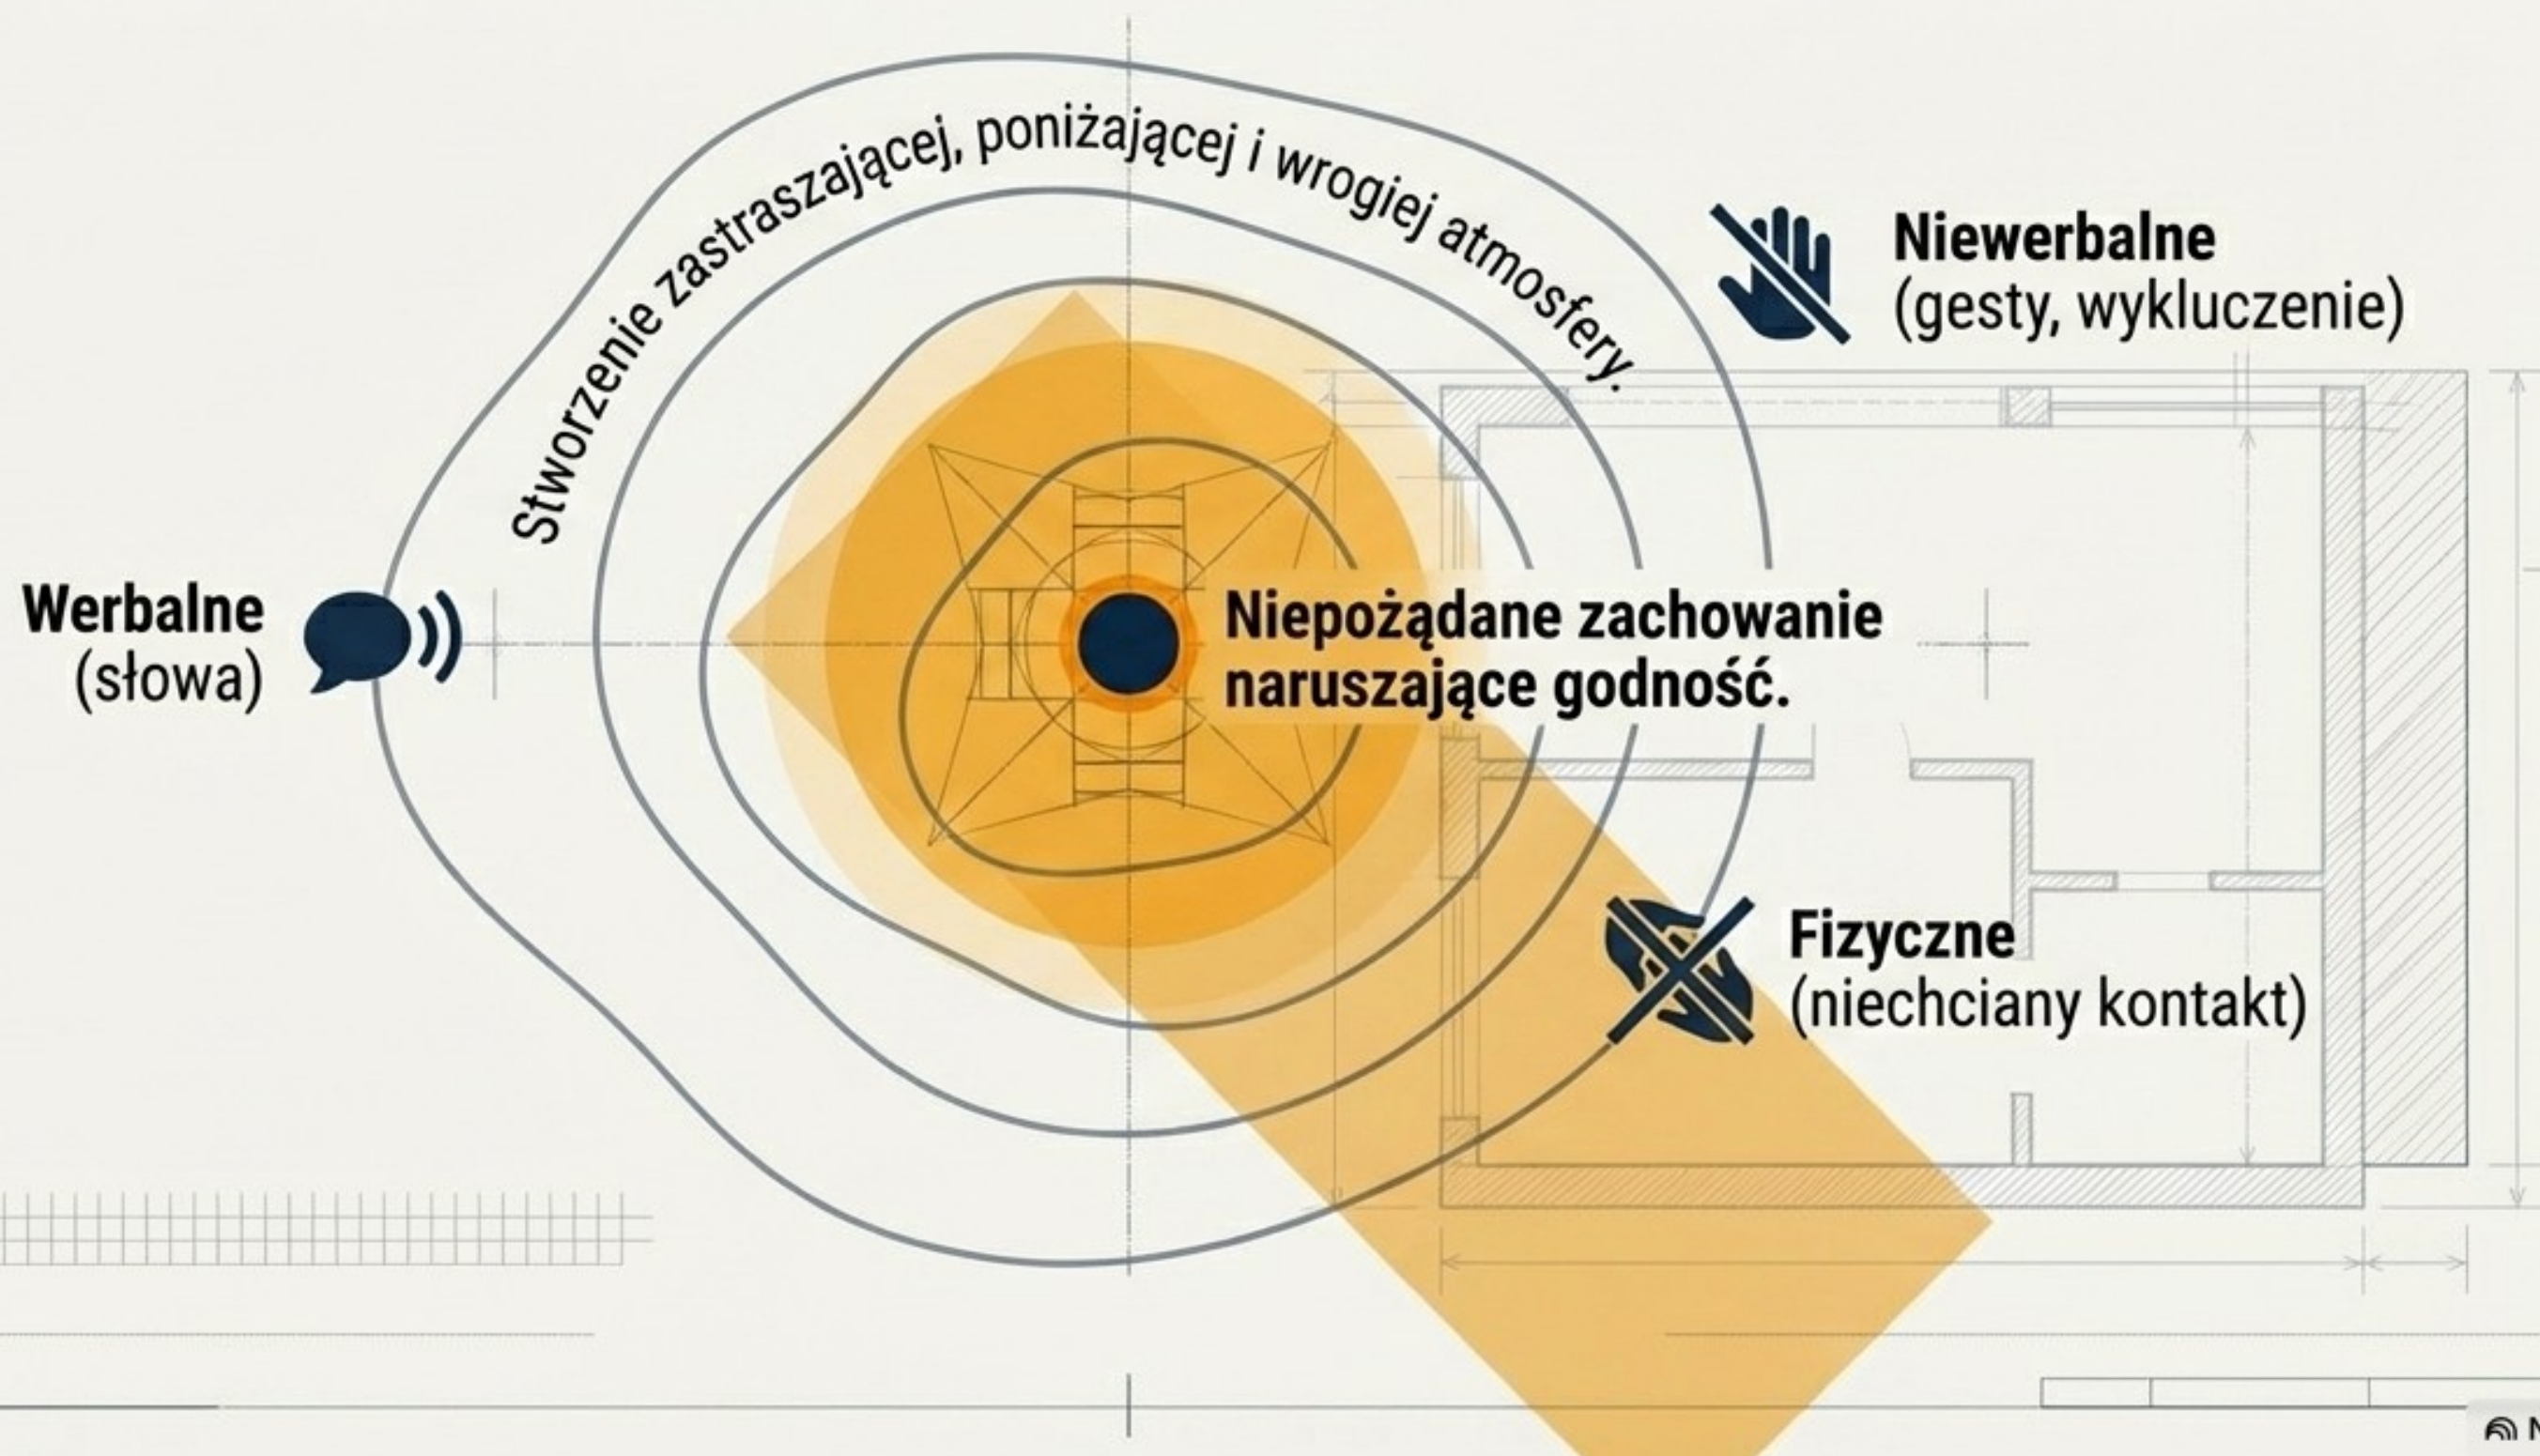 Stworzenie zastraszającej, poniżającej i wrogiej atmosfery.
Niewerbalne
(gesty, wykluczenie)
Werbalne
(słowa)
Niepożądane zachowanie
naruszające godność.
Fizyczne
(niechciany kontakt)